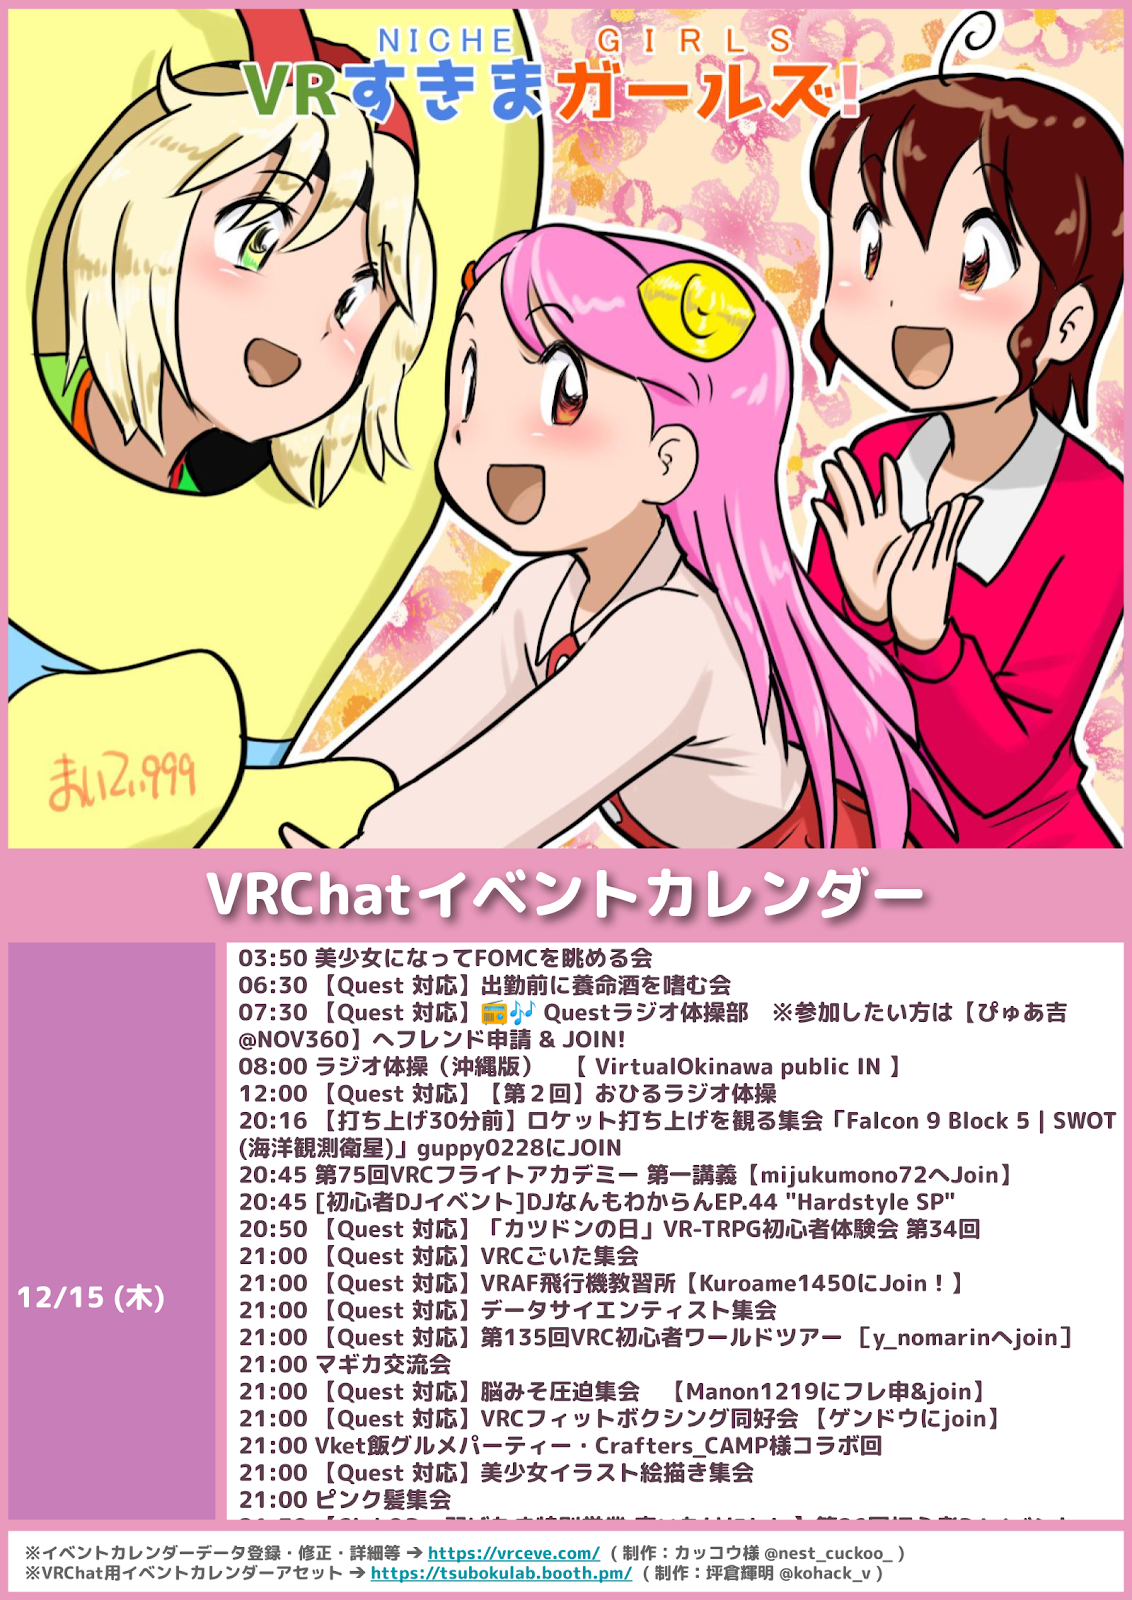 NICHE GIRLS
VRすきまガールズ!
まいてぃ999
VRChatイベントカレンダー
12/15 (木)
03:50 美少女になってFOMCを眺める会
06:30 【Quest 対応】出勤前に養命酒を嗜む会
07:30 【Quest 対応】📻🎶 Questラジオ体操部　※参加したい方は【ぴゅあ吉
@NOV360】へフレンド申請 & JOIN!
08:00 ラジオ体操（沖縄版）　【 VirtualOkinawa public IN 】
12:00 【Quest 対応】【第２回】おひるラジオ体操
20:16 【打ち上げ30分前】ロケット打ち上げを観る集会「Falcon 9 Block 5 | SWOT
(海洋観測衛星)」guppy0228にJOIN
20:45 第75回VRCフライトアカデミー 第一講義【mijukumono72へJoin】
20:45 [初心者DJイベント]DJなんもわからんEP.44 "Hardstyle SP"
20:50 【Quest 対応】「カツドンの日」VR-TRPG初心者体験会 第34回
21:00 【Quest 対応】VRCごいた集会
21:00 【Quest 対応】VRAF飛行機教習所【Kuroame1450にJoin！】
21:00 【Quest 対応】データサイエンティスト集会
21:00 【Quest 対応】第135回VRC初心者ワールドツアー ［y_nomarinへjoin］
21:00 マギカ交流会
21:00 【Quest 対応】脳みそ圧迫集会　【Manon1219にフレ申&join】
21:00 【Quest 対応】VRCフィットボクシング同好会 【ゲンドウにjoin】
21:00 Vket飯グルメパーティー・Crafters_CAMP様コラボ回
21:00 【Quest 対応】美少女イラスト絵描き集会
21:00 ピンク髪集会
※イベントカレンダーデータ登録・修正・詳細等 ➔ https://vrceve.com/ （ 制作：カッコウ様 @nest_cuckoo_ ）
※VRChat用イベントカレンダーアセット ➔ https://tsubokulab.booth.pm/ （ 制作：坪倉輝明 @kohack_v ）